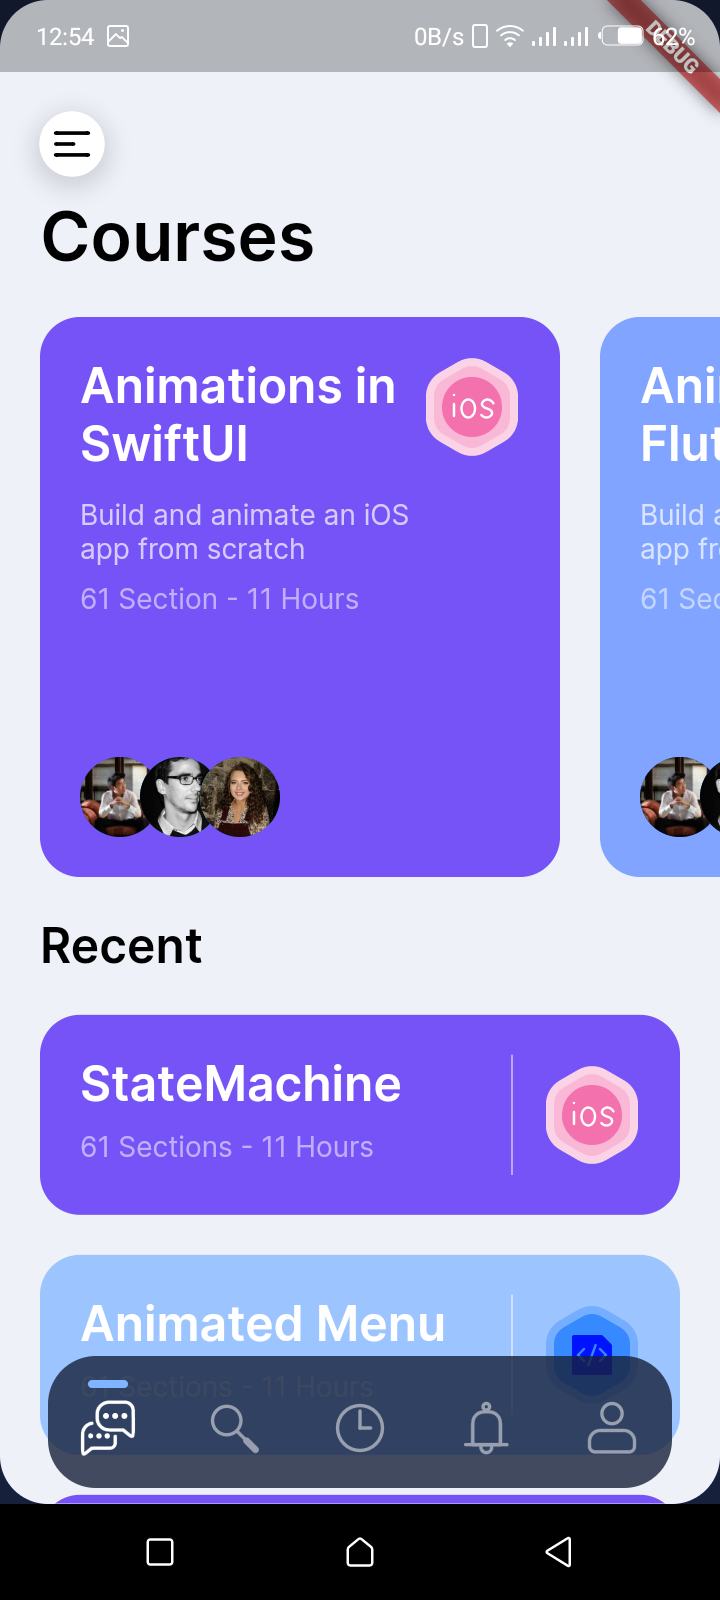 12:54
0B/s
62%
DEBUG
Courses
Animations in
SwiftUI
iOS
Build and animate an iOS
app from scratch
61 Section - 11 Hours
Ani
Flut
Build a
app fr
61 Sec
Recent
StateMachine
61 Sections - 11 Hours
iOS
Animated Menu
61 Sections - 11 Hours
</>